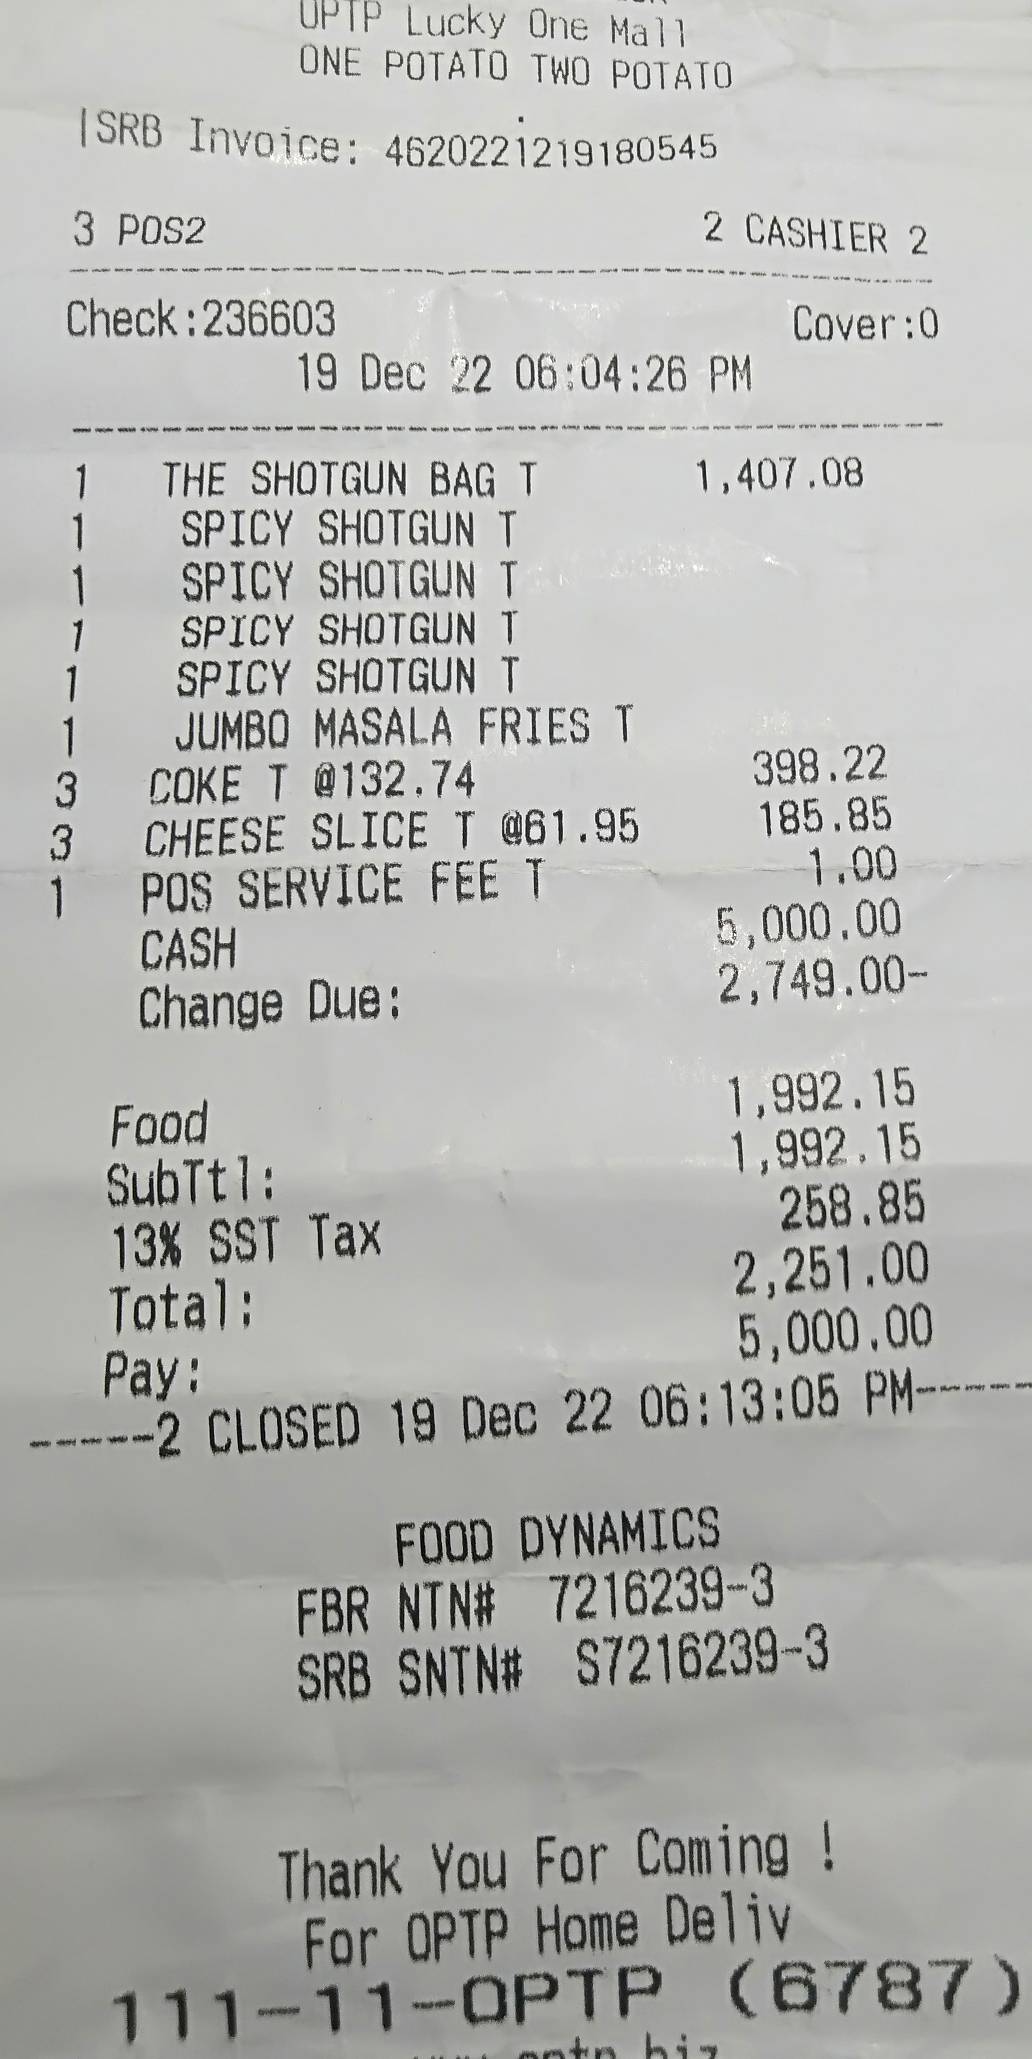 OPTP Lucky One Mall
ONE POTATO TWO POTATO
|SRB Invoice: 4620221219180545
3 POS2 2 CASHIER 2
Check:236603 Cover:0
19 Dec 22 06:04:26 PM
1 THE SHOTGUN BAG T 1,407.08
1 SPICY SHOTGUN T
1 SPICY SHOTGUN T
1 SPICY SHOTGUN T
1 SPICY SHOTGUN T
1 JUMBO MASALA FRIES T
3 COKE T @132.74 398.22
3 CHEESE SLICE T @61.95 185.85
1 POS SERVICE FEE T 1.00
CASH 5,000.00
Change Due: 2,749.00-
Food 1,992.15
SubTtl: 1,992.15
13% SST Tax 258.85
Total: 2,251.00
Pay: 5,000.00
-----2 CLOSED 19 Dec 22 06:13:05 PM-----
FOOD DYNAMICS
FBR NTN# 7216239-3
SRB SNTN# S7216239-3
Thank You For Coming !
For OPTP Home Deliv
111-11-OPTP (6787)